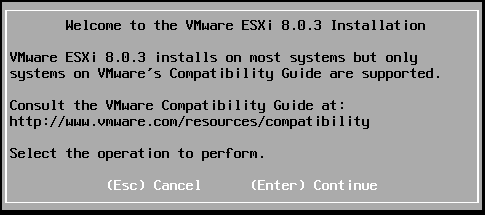 Welcome to the VMware ESXi 8.0.3 Installation
VMware ESXi 8.0.3 installs on most systems but only
systems on VMware's Compatibility Guide are supported.
Consult the VMware Compatibility Guide at:
http://www.vmware.com/resources/compatibility
Select the operation to perform.
(Esc) Cancel (Enter) Continue